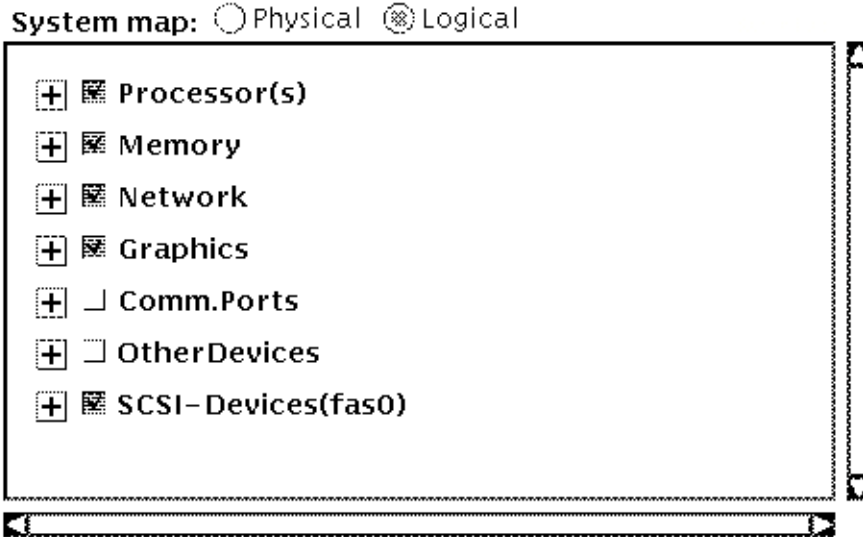 System map: Physical Logical
Processor(s)
Memory
Network
Graphics
Comm.Ports
OtherDevices
SCSI-Devices(fas0)